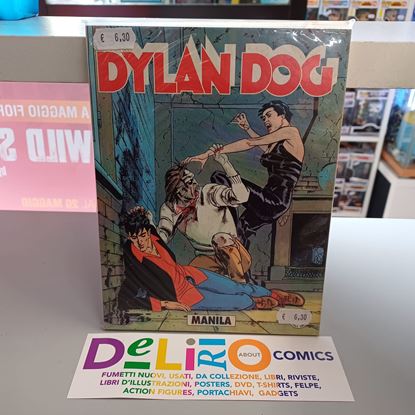 € 6,30
DYLAN DOG
A MAGGIO FIOR
WILD S
20 MAGGIO
MANILA
€ 6,30
DeLiRiO ABOUT COMICS
FUMETTI NUOVI, USATI, DA COLLEZIONE, LIBRI, RIVISTE,
LIBRI D'ILLUSTRAZIONI, POSTERS, DVD, T-SHIRTS, FELPE,
ACTION FIGURES, PORTACHIAVI, GADGETS